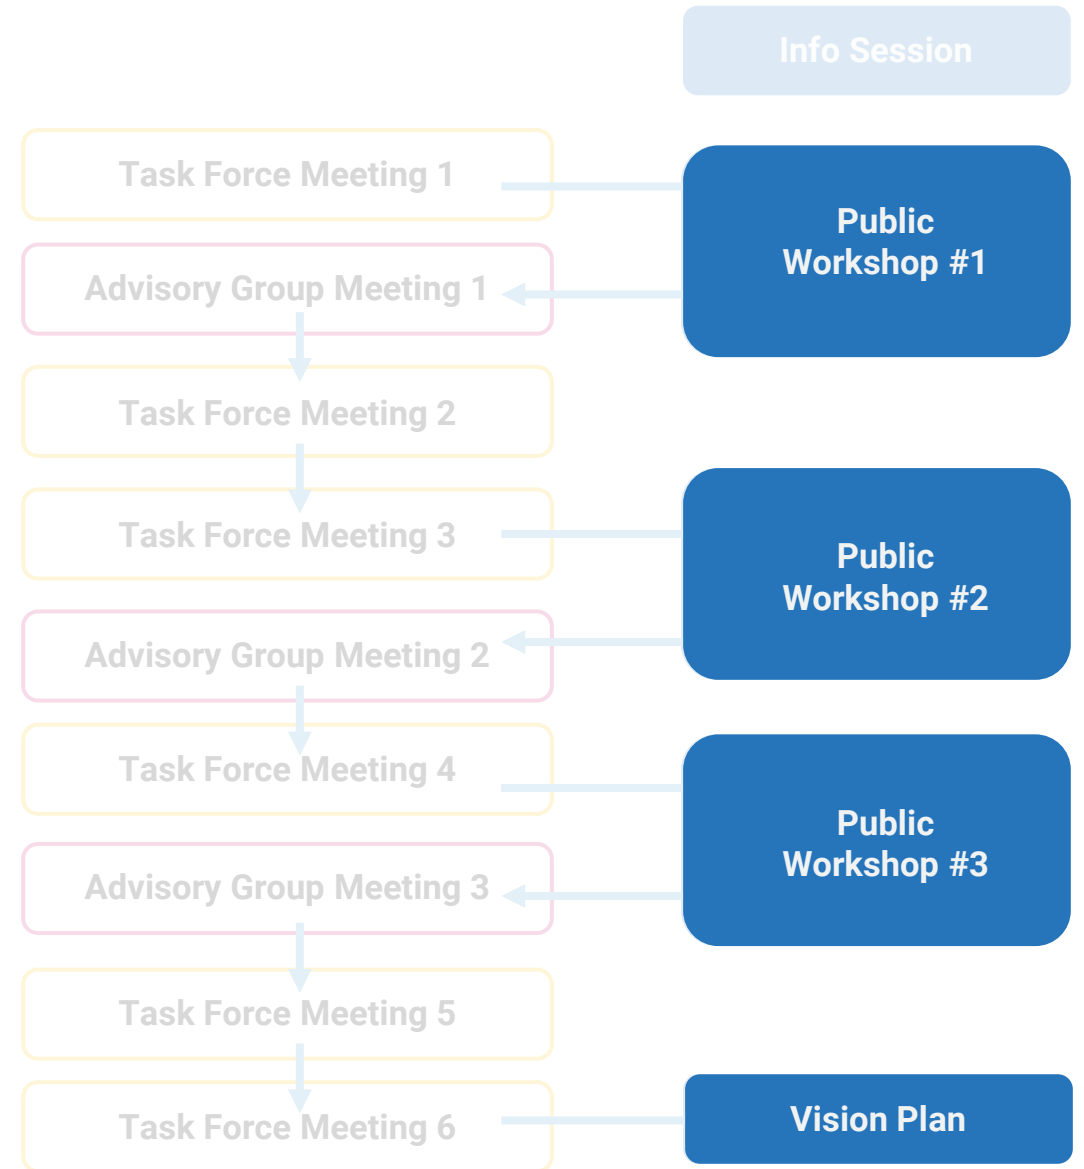 Info Session
Task Force Meeting 1
Public
Workshop #1
Advisory Group Meeting 1
Task Force Meeting 2
Task Force Meeting 3
Public
Workshop #2
Advisory Group Meeting 2
Task Force Meeting 4
Public
Workshop #3
Advisory Group Meeting 3
Task Force Meeting 5
Task Force Meeting 6
Vision Plan